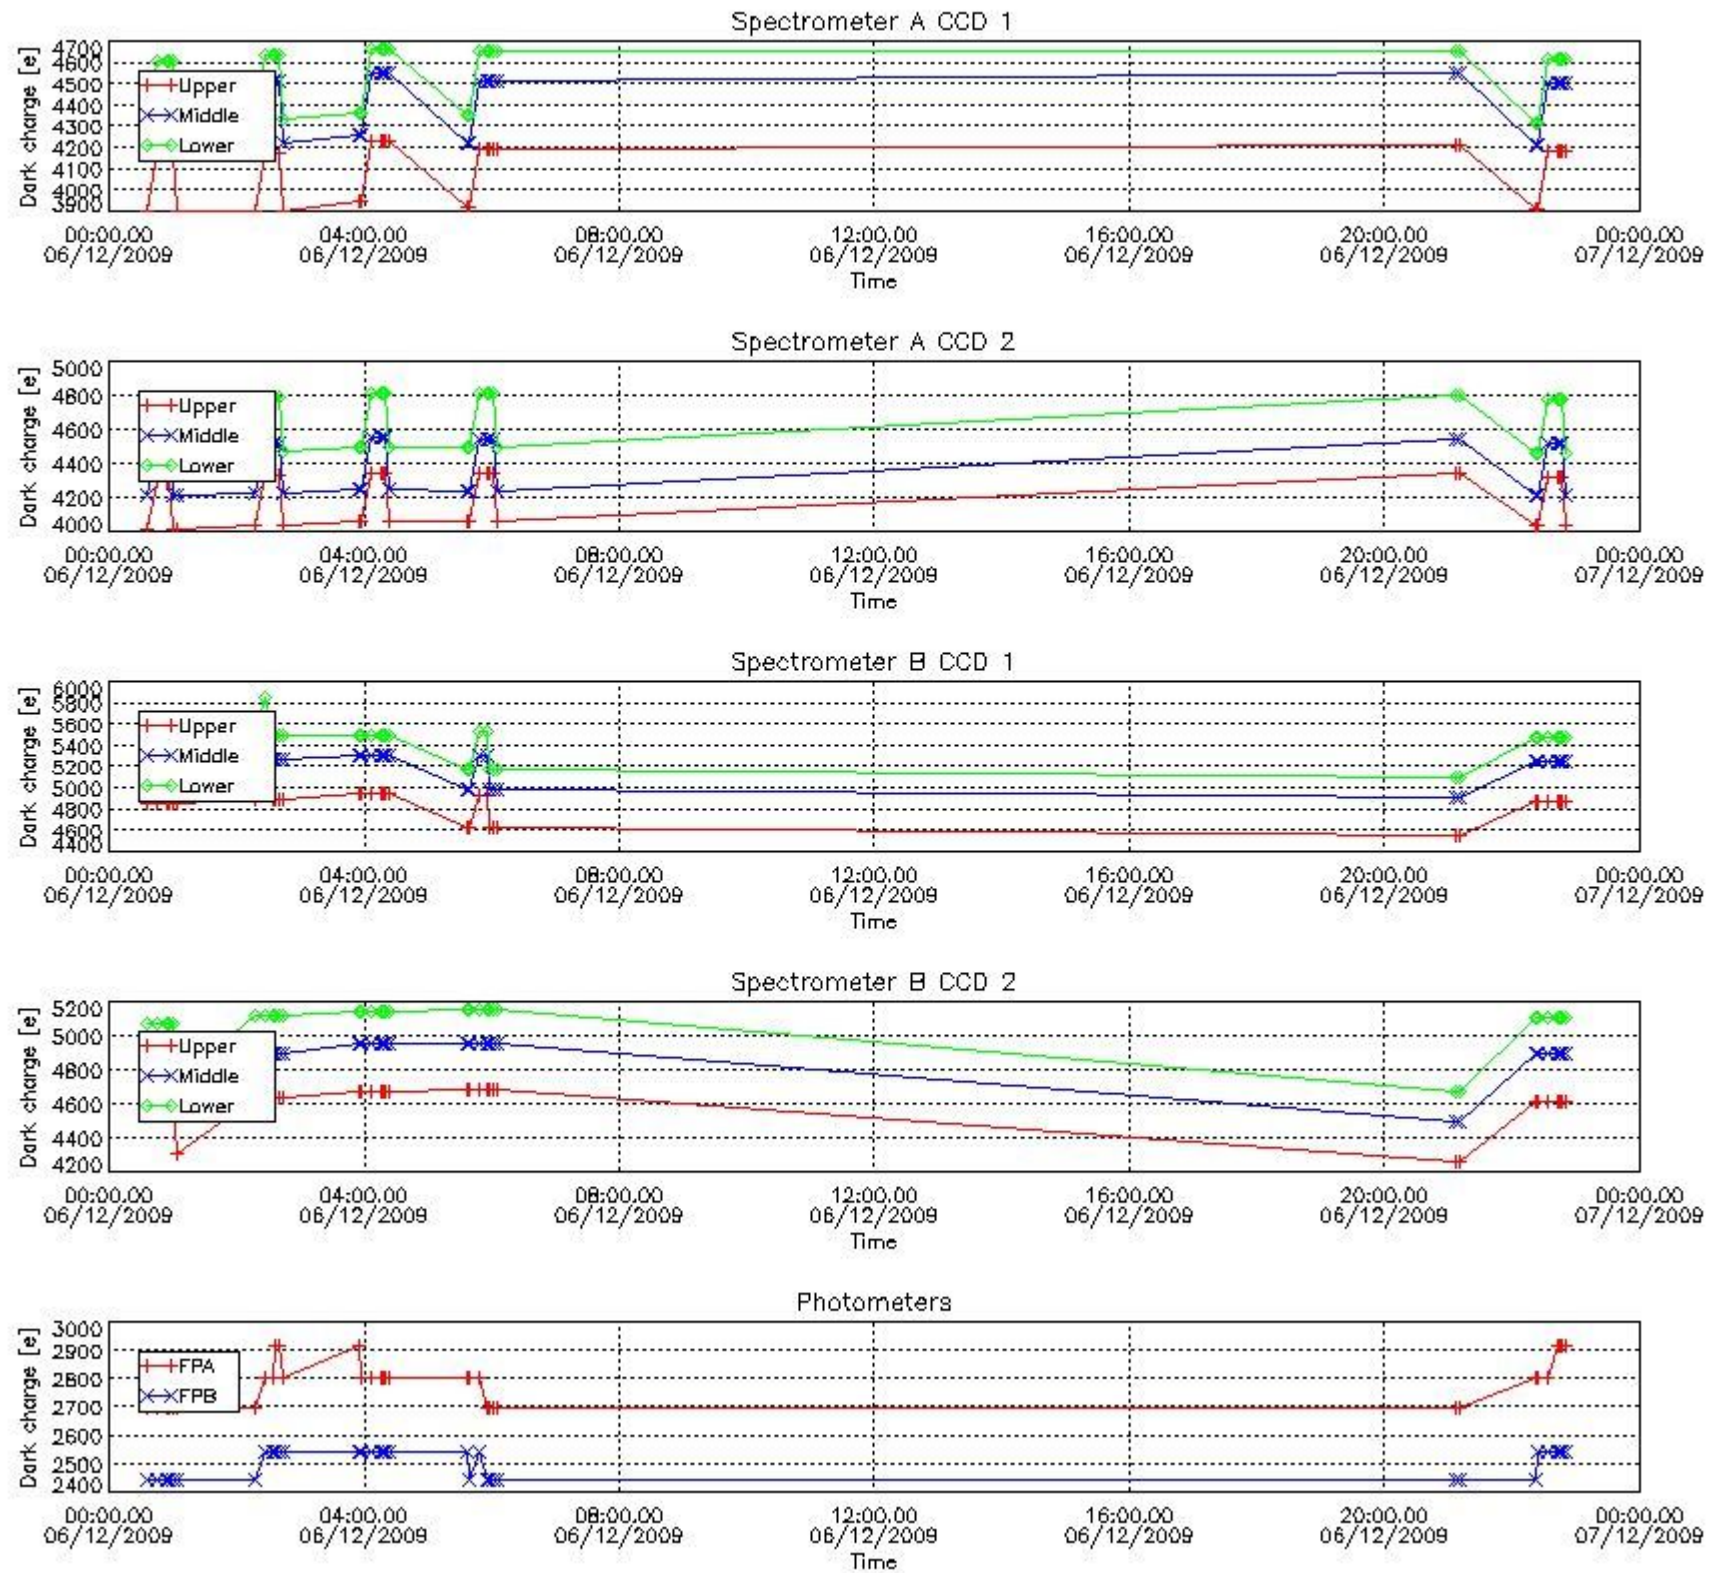 Spectrometer A CCD 1
Dark charge [e]
4700
4600
4500
4400
4300
4200
4100
4000
3900
Upper
Middle
Lower
00:00.00 04:00.00 08:00.00 12:00.00 16:00.00 20:00.00 00:00.00
06/12/2009 06/12/2009 06/12/2009 06/12/2009 06/12/2009 06/12/2009 07/12/2009
Time
Spectrometer A CCD 2
Dark charge [e]
5000
4800
4600
4400
4200
4000
Upper
Middle
Lower
00:00.00 04:00.00 08:00.00 12:00.00 16:00.00 20:00.00 00:00.00
06/12/2009 06/12/2009 06/12/2009 06/12/2009 06/12/2009 06/12/2009 07/12/2009
Time
Spectrometer B CCD 1
Dark charge [e]
6000
5800
5600
5400
5200
5000
4800
4600
4400
Upper
Middle
Lower
00:00.00 04:00.00 08:00.00 12:00.00 16:00.00 20:00.00 00:00.00
06/12/2009 06/12/2009 06/12/2009 06/12/2009 06/12/2009 06/12/2009 07/12/2009
Time
Spectrometer B CCD 2
Dark charge [e]
5200
5000
4800
4600
4400
4200
Upper
Middle
Lower
00:00.00 04:00.00 08:00.00 12:00.00 16:00.00 20:00.00 00:00.00
06/12/2009 06/12/2009 06/12/2009 06/12/2009 06/12/2009 06/12/2009 07/12/2009
Time
Photometers
Dark charge [e]
3000
2900
2800
2700
2600
2500
2400
FPA
FPB
00:00.00 04:00.00 08:00.00 12:00.00 16:00.00 20:00.00 00:00.00
06/12/2009 06/12/2009 06/12/2009 06/12/2009 06/12/2009 06/12/2009 07/12/2009
Time